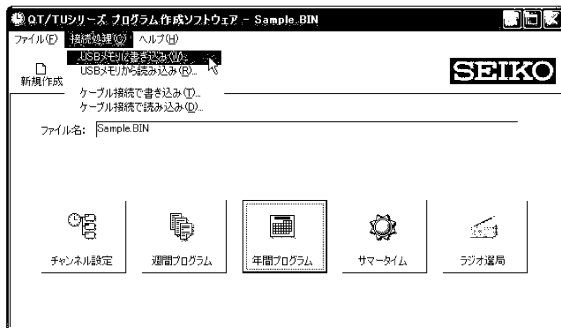 QT/TUシリーズ プログラム作成ソフトウェア - Sample.BIN
ファイル(F) 接続処理(C) ヘルプ(H)
USBメモリに書き込み(W)...
USBメモリから読み込み(R)...
新規作成
SEIKO
ケーブル接続で書き込み(T)...
ケーブル接続で読み込み(D)...
ファイル名: Sample.BIN
チャンネル設定 週間プログラム 年間プログラム サマータイム ラジオ選局